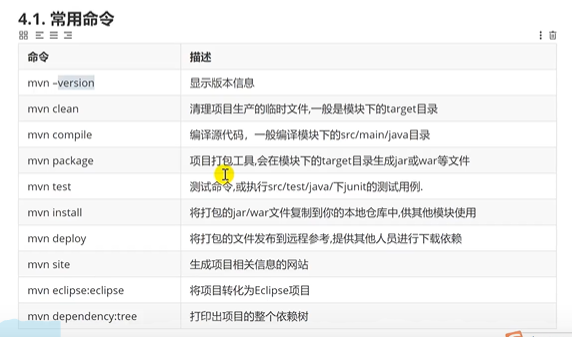 4.1. 常用命令
命令 描述
mvn –version 显示版本信息
mvn clean 清理项目生产的临时文件,一般是模块下的target目录
mvn compile 编译源代码，一般编译模块下的src/main/java目录
mvn package 项目打包工具,会在模块下的target目录生成jar或war等文件
mvn test 测试命令,或执行src/test/java/下junit的测试用例.
mvn install 将打包的jar/war文件复制到你的本地仓库中,供其他模块使用
mvn deploy 将打包的文件发布到远程参考,提供其他人员进行下载依赖
mvn site 生成项目相关信息的网站
mvn eclipse:eclipse 将项目转化为Eclipse项目
mvn dependency:tree 打印出项目的整个依赖树